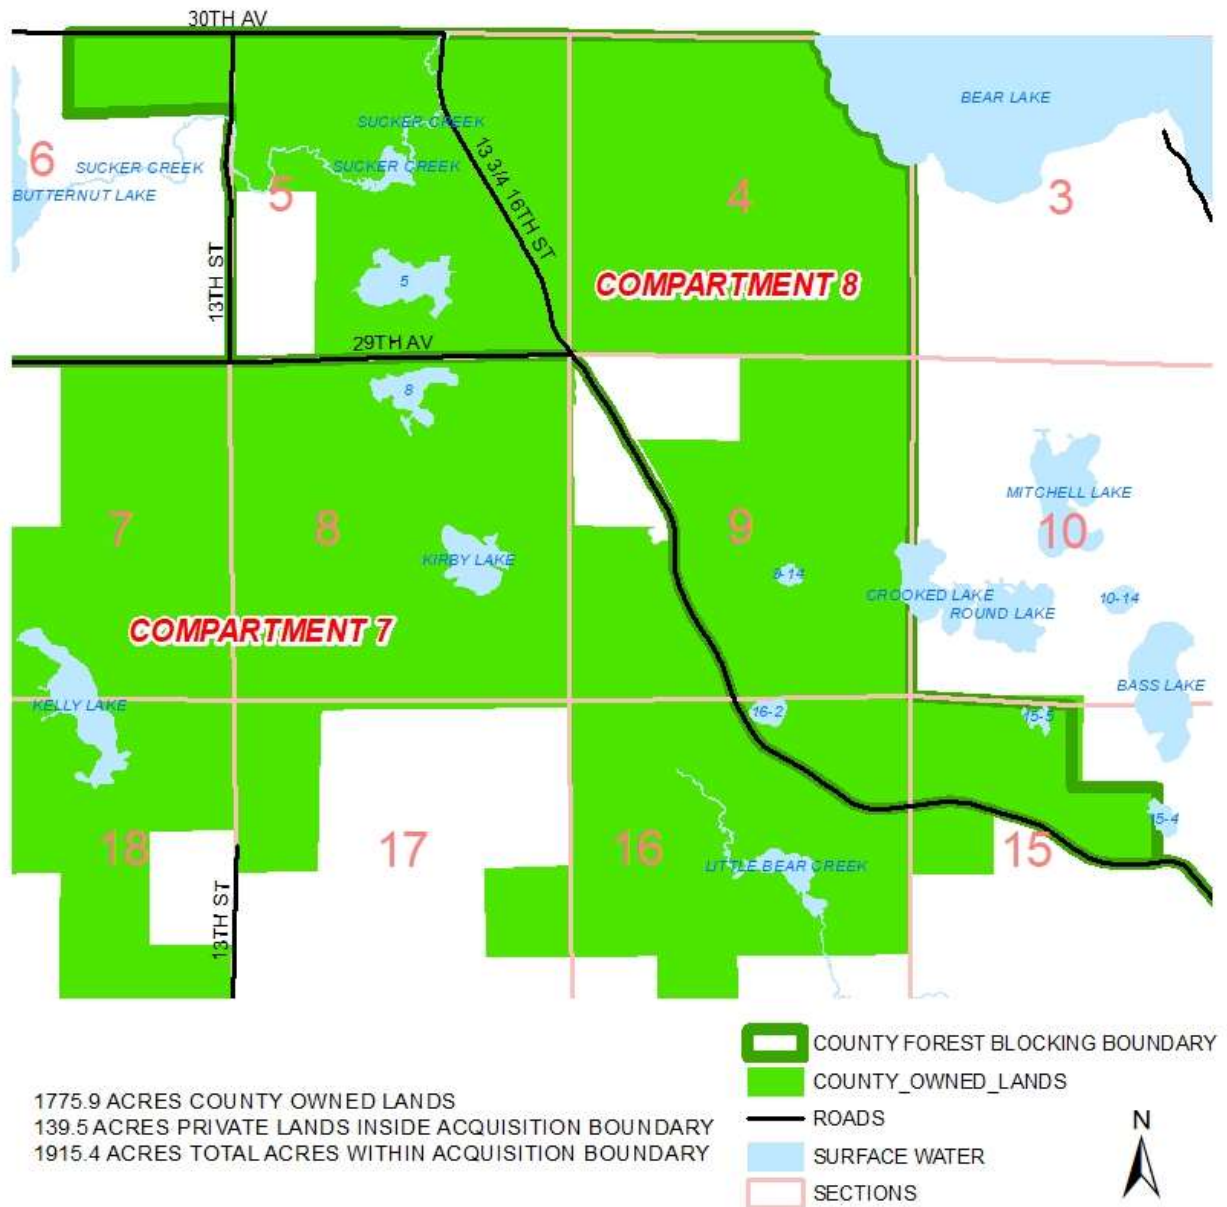 30TH AV
BEAR LAKE
SUCKER CREEK
6
SUCKER CREEK
SUCKER CREEK
BUTTERNUT LAKE
5
13 3/4 16TH ST
4
3
13TH ST
5
COMPARTMENT 8
29TH AV
8
MITCHELL LAKE
7
8
9
10
KIRBY LAKE
9-14
CROOKED LAKE
10-14
ROUND LAKE
COMPARTMENT 7
BASS LAKE
KELLY LAKE
16-2
15-5
15-4
18
17
16
15
LITTLE BEAR CREEK
13TH ST
COUNTY FOREST BLOCKING BOUNDARY
COUNTY_OWNED_LANDS
ROADS
SURFACE WATER
SECTIONS
N
1775.9 ACRES COUNTY OWNED LANDS
139.5 ACRES PRIVATE LANDS INSIDE ACQUISITION BOUNDARY
1915.4 ACRES TOTAL ACRES WITHIN ACQUISITION BOUNDARY